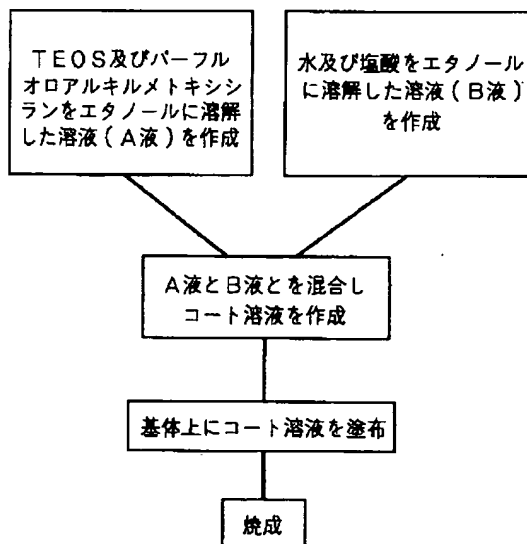 TEOS及びパーフル
オロアルキルメトキシシ
ランをエタノールに溶解
した溶液(A液)を作成
水及び塩酸をエタノール
に溶解した溶液(B液)
を作成
A液とB液とを混合し
コート溶液を作成
基体上にコート溶液を塗布
焼成